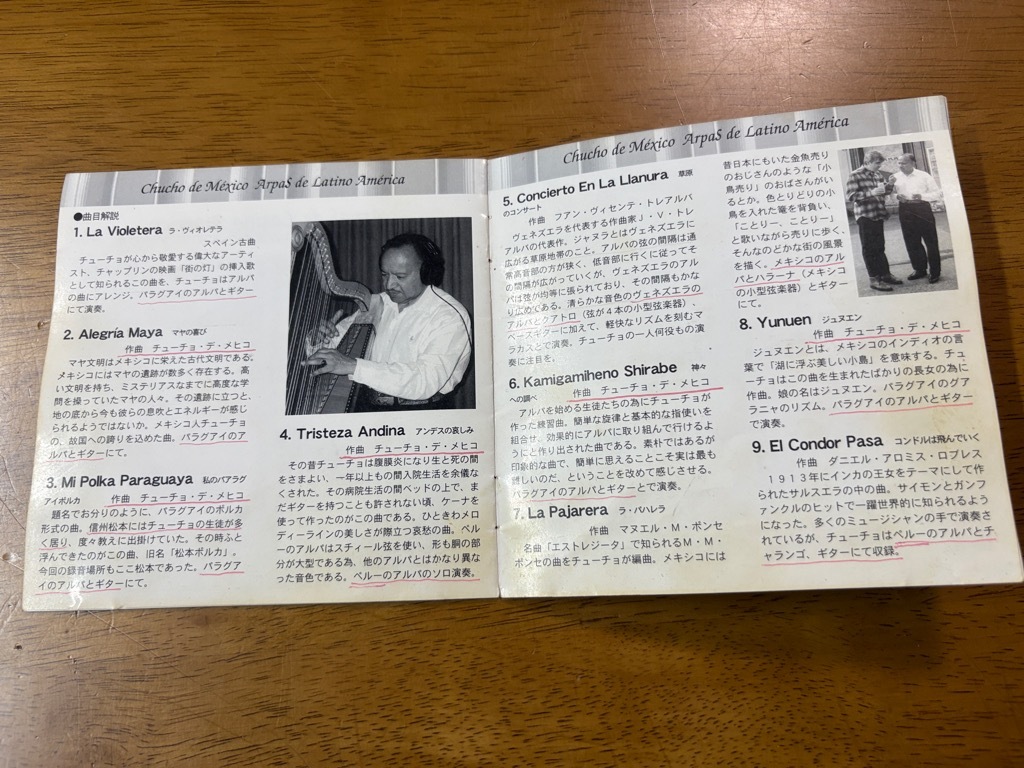 Chucho de México Arpa$ de Latino América
●曲目解説
1. La Violetera ラ・ヴィオレテラ
スペイン古曲
チューチョが心から敬愛する偉大なアーティ
スト、チャップリンの映画「街の灯」の挿入歌
として知られるこの曲を、チューチョはアルパ
の曲にアレンジ。パラグアイのアルパとギター
にて演奏。
2. Alegría Maya マヤの喜び
作曲 チューチョ・デ・メヒコ
マヤ文明はメキシコに栄えた古代文明である。
メキシコにはマヤの遺跡が数多く存在する。高
い文明を持ち、ミステリアスなまでに高度な学
問を操っていたマヤの人々。その遺跡に立つと、
地の底から今も彼らの息吹とエネルギーが感じ
られるようではないか。メキシコ人チューチョ
の、故国への誇りを込めた曲。パラグアイのア
ルパとギターにて。
3. Mi Polka Paraguaya 私のパラグ
アイポルカ 作曲 チューチョ・デ・メヒコ
題名でお分りのように、パラグアイのポルカ
形式の曲。信州松本にはチューチョの生徒が多
く居り、度々教えに出掛けていた。その時ふと
浮んできたのがこの曲、旧名「松本ポルカ」。
今回の録音場所もここ松本であった。パラグア
イのアルパとギターにて。
4. Tristeza Andina アンデスの哀しみ
作曲 チューチョ・デ・メヒコ
その昔チューチョは腹膜炎になり生と死の間
をさまよい、一年以上もの間入院生活を余儀な
くされた。その病院生活の間ベッドの上で、ま
だギターを持つことも許されない頃、ケーナを
使って作ったのがこの曲である。ひときわメロ
ディーラインの美しさが際立つ哀愁の曲。ペル
ーのアルパはスティール弦を使い、形も胴の部
分が大型である為、他のアルパとはかなり異な
った音色である。ペルーのアルパのソロ演奏。
Chucho de México Arpa$ de Latino América
5. Concierto En La Llanura 草原
のコンサート
作曲 フアン・ヴィセンテ・トレアルバ
ヴェネズエラを代表する作曲家J・V・トレ
アルバの代表作。ジャヌラとはヴェネズエラに
広がる草原地帯のこと。アルパの弦の間隔は通
常高音部の方が狭く、低音部に行くに従ってそ
の間隔が広がっていくが、ヴェネズエラのアル
パは弦が均等に張られており、その間隔もかな
り広めである。清らかな音色のヴェネズエラの
アルパとクアトロ（弦が4本の小型弦楽器）、
ベースギターに加えて、軽快なリズムを刻むマ
ラカスとで演奏。チューチョの一人何役もの演
奏に注目を。
6. Kamigamiheno Shirabe 神々
への調べ 作曲 チューチョ・デ・メヒコ
アルパを始める生徒たちの為にチューチョが
作った練習曲。簡単な旋律と基本的な指使いを
組合せ、効果的にアルパに取り組んで行けるよ
うにと作り出された曲である。素朴ではあるが
印象的な曲で、簡単に思えることこそ実は最も
難しいのだ、ということを改めて感じさせる。
パラグアイのアルパとギターとで演奏。
7. La Pajarera ラ・パハレラ
作曲 マヌエル・M・ポンセ
名曲「エストレジータ」で知られるM・M・
ポンセの曲をチューチョが編曲。メキシコには
昔日本にもいた金魚売り
のおじさんのような「小
鳥売り」のおばさんがい
るとか。色とりどりの小
鳥を入れた篭を背負い、
「ことりー、ことりー」
と歌いながら売りに歩く、
そんなのどかな街の風景
を描く。メキシコのアル
パとハラーナ（メキシコ
の小型弦楽器）とギター
にて。
8. Yunuen ジュヌエン
作曲 チューチョ・デ・メヒコ
ジュヌエンとは、メキシコのインディオの言
葉で「湖に浮ぶ美しい小島」を意味する。チュ
ーチョはこの曲を生まれたばかりの長女の為に
作曲。娘の名はジュヌエン。パラグアイのグア
ラニャのリズム。パラグアイのアルパとギター
で演奏。
9. El Condor Pasa コンドルは飛んでいく
作曲 ダニエル・アロミス・ロブレス
1913年にインカの王女をテーマにして作
られたサルスエラの中の曲。サイモンとガンフ
ァンクルのヒットで一躍世界的に知られるよう
になった。多くのミュージシャンの手で演奏さ
れているが、チューチョはペルーのアルパとチ
ャランゴ、ギターにて収録。